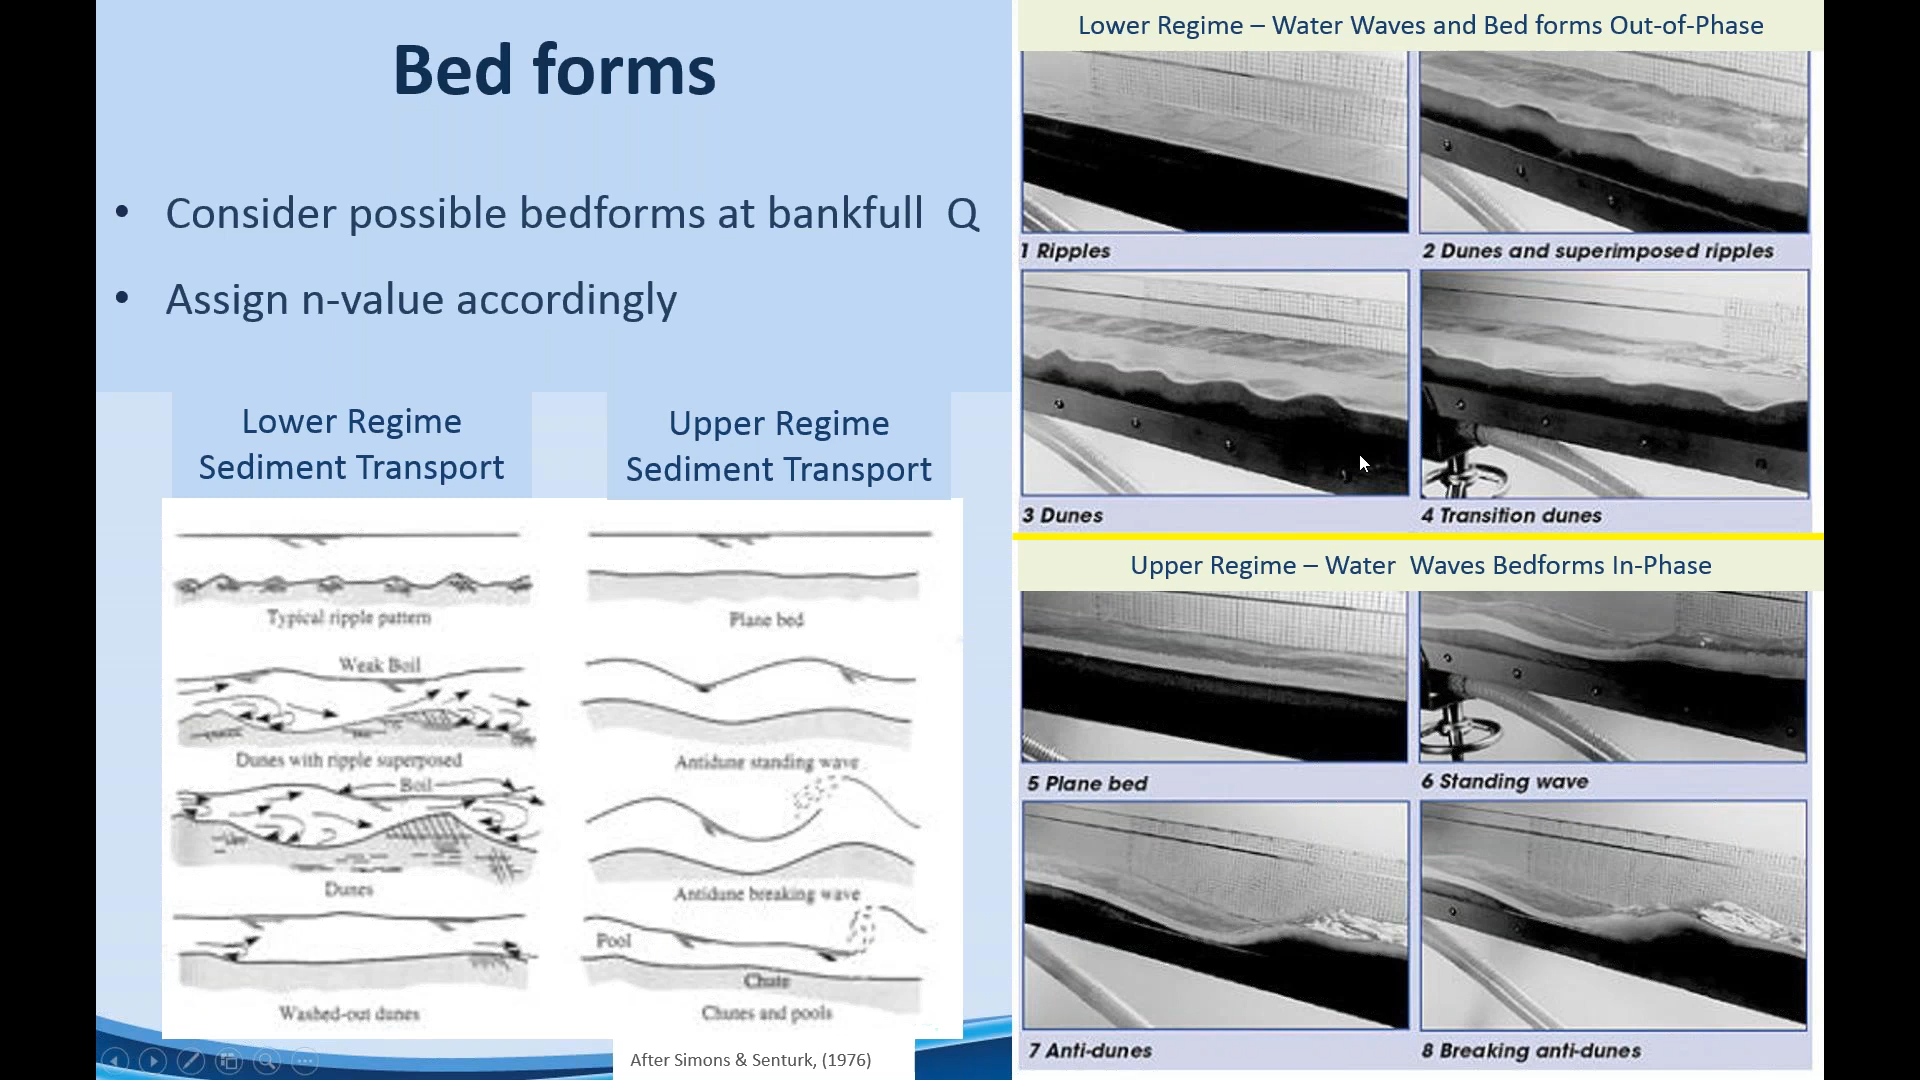 Bed forms
• Consider possible bedforms at bankfull Q
• Assign n-value accordingly
Lower Regime
Sediment Transport
Upper Regime
Sediment Transport
Typical ripple pattern
Weak Boil
Dunes with ripple superposed
Boil
Dunes
Washed-out dunes
Plane bed
Antidune standing wave
Antidune breaking wave
Pool
Chute
Chutes and pools
After Simons & Senturk, (1976)
Lower Regime – Water Waves and Bed forms Out-of-Phase
1 Ripples
2 Dunes and superimposed ripples
3 Dunes
4 Transition dunes
Upper Regime – Water Waves Bedforms In-Phase
5 Plane bed
6 Standing wave
7 Anti-dunes
8 Breaking anti-dunes